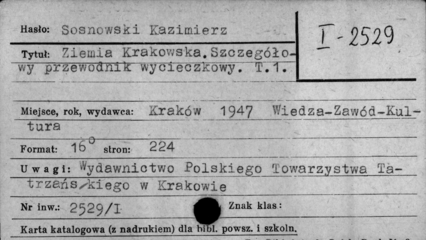 Hasło: Sosnowski Kazimierz
I-2529
Tytuł: Ziemia Krakowska. Szczegóło-
wy przewodnik wycieczkowy. T.1.
Miejsce, rok, wydawca: Kraków 1947 Wiedza-Zawód-Kul-
tura
Format: 16° stron: 224
Uwagi: Wydawnictwo Polskiego Towarzystwa Ta-
trzańskiego w Krakowie
Nr inw.: 2529/I Znak klas:
Karta katalogowa (z nadrukiem) dla bibl. powsz. i szkoln.